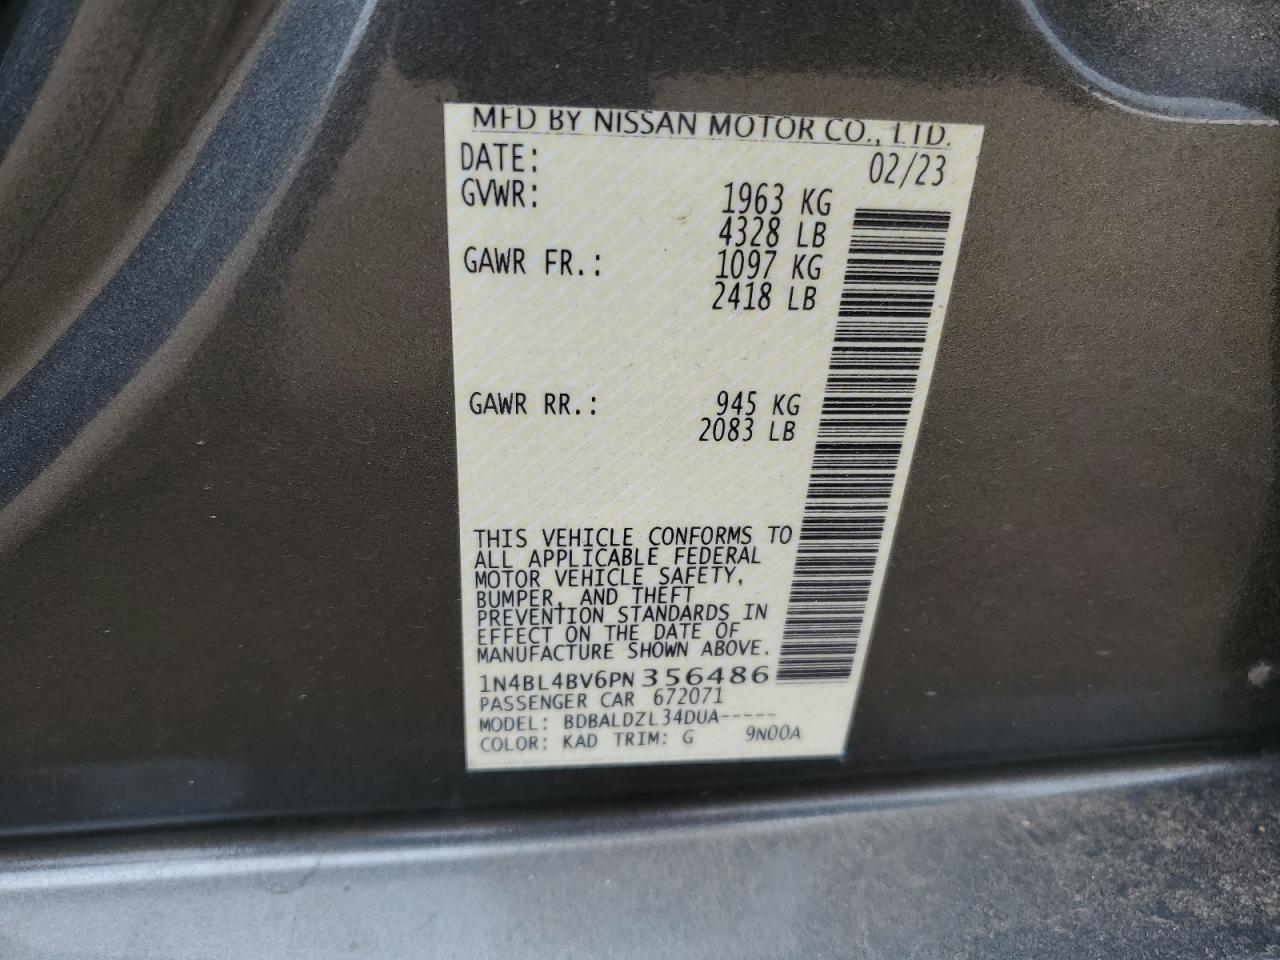 MFD BY NISSAN MOTOR CO., LTD.
DATE: 02/23
GVWR: 1963 KG
4328 LB
GAWR FR.: 1097 KG
2418 LB
GAWR RR.: 945 KG
2083 LB
THIS VEHICLE CONFORMS TO
ALL APPLICABLE FEDERAL
MOTOR VEHICLE SAFETY,
BUMPER, AND THEFT
PREVENTION STANDARDS IN
EFFECT ON THE DATE OF
MANUFACTURE SHOWN ABOVE.
1N4BL4BV6PN356486
PASSENGER CAR 672071
MODEL: BDBALDZL34DUA-----
COLOR: KAD TRIM: G 9N00A